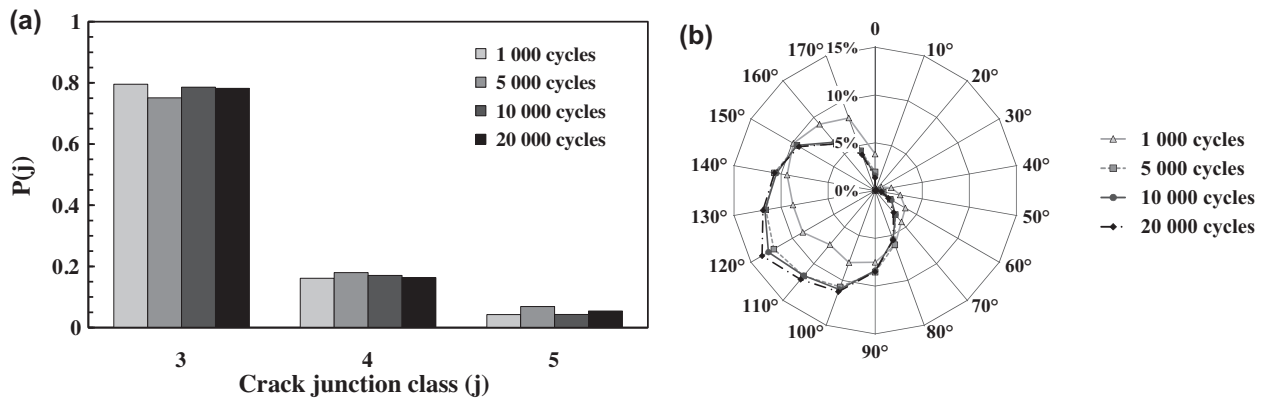 (a)
1
0.8
0.6
0.4
0.2
0
P(j)
1 000 cycles
5 000 cycles
10 000 cycles
20 000 cycles
3 4 5
Crack junction class (j)
(b)
0
10°
20°
30°
40°
50°
60°
70°
80°
90°
100°
110°
120°
130°
140°
150°
160°
170°
15%
10%
5%
0%
1 000 cycles
5 000 cycles
10 000 cycles
20 000 cycles